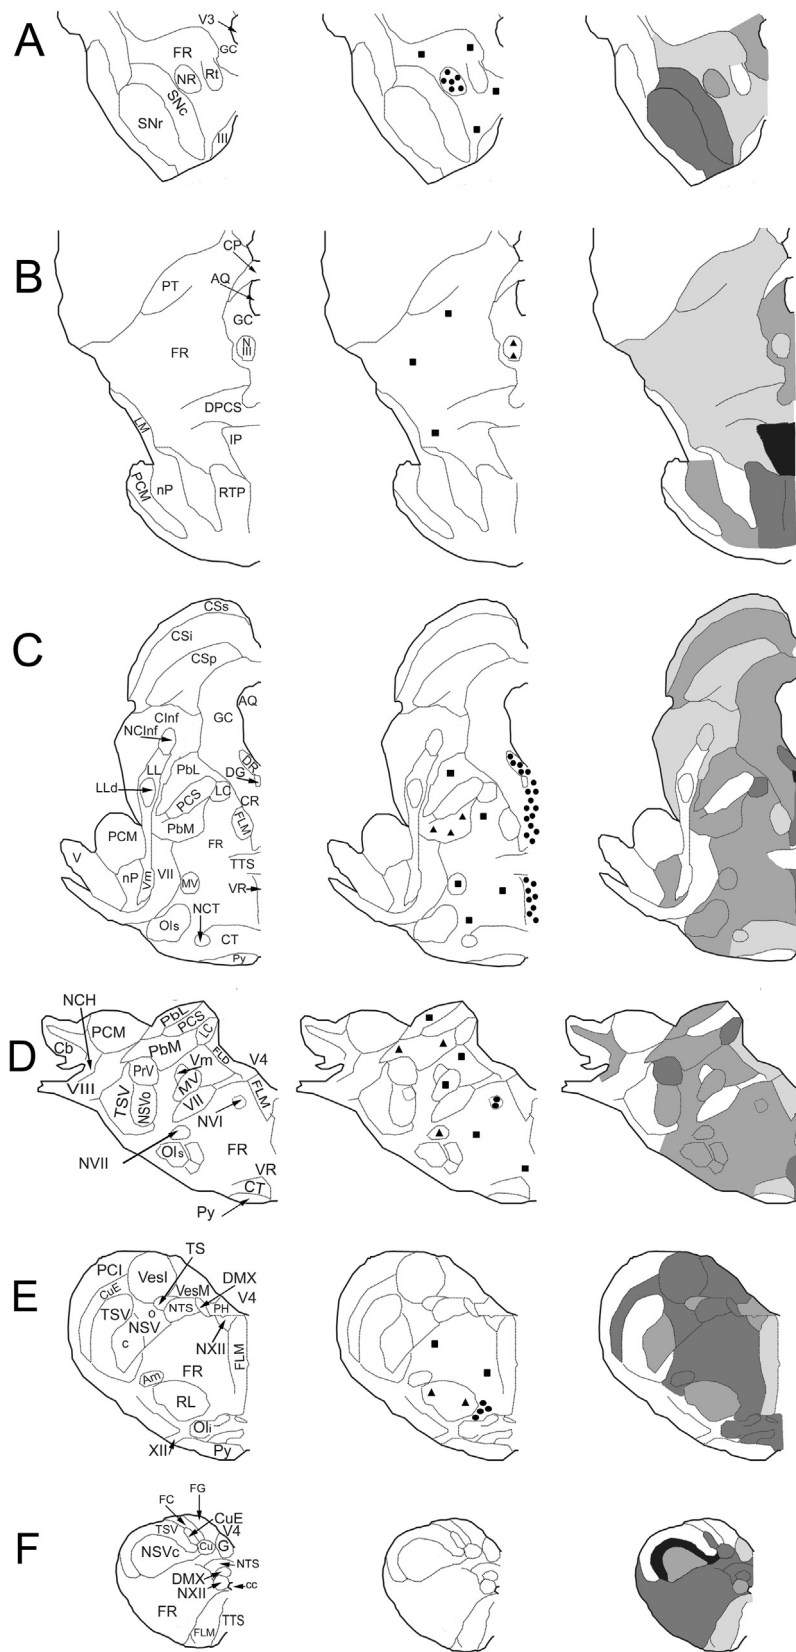 A
V3
GC
FR
NR
Rt
SNc
SNr
III
B
CP
AQ
PT
GC
N
III
FR
DPCS
LM
IP
PCM
nP
RTP
C
CSs
CSi
CSp
AQ
CInf
GC
NCInf
DR
LL
PbL
DG
LLd
PCS
LC
CR
PCM
PbM
FLM
V
FR
TTS
nP
Vm
VII
MV
VR
NCT
OIs
CT
Py
D
NCH
PbL
PCS
PCM
LC
Cb
PbM
FLD
V4
Vm
VIII
PrV
MV
TSV
NSVo
FLM
VII
NVI
NVII
OIs
FR
VR
CT
Py
E
TS
PCI
VesI
DMX
VesM
V4
CuE
o
NTS
PH
TSV
NSV
NXII
c
FLM
FR
Am
RL
OIi
XII
Py
F
FG
FC
CuE
TSV
V4
NSVc
Cu
G
NTS
DMX
NXII
cc
FR
TTS
FLM